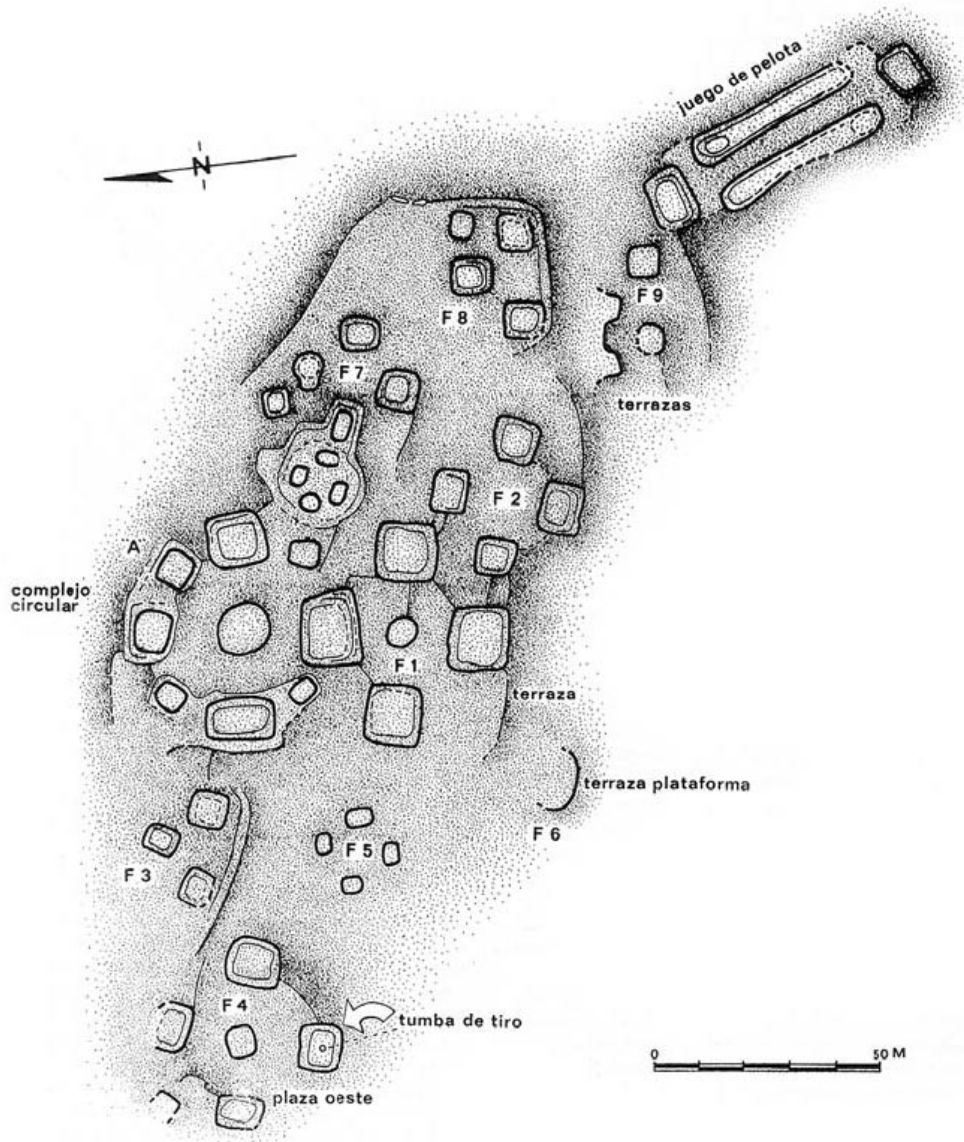 juego de pelota
N
F 9
F 8
F 7
terrazas
F 2
A
complejo
circular
F 1
terraza
terraza plataforma
F 6
F 5
F 3
F 4
tumba de tiro
0 50 M
plaza oeste